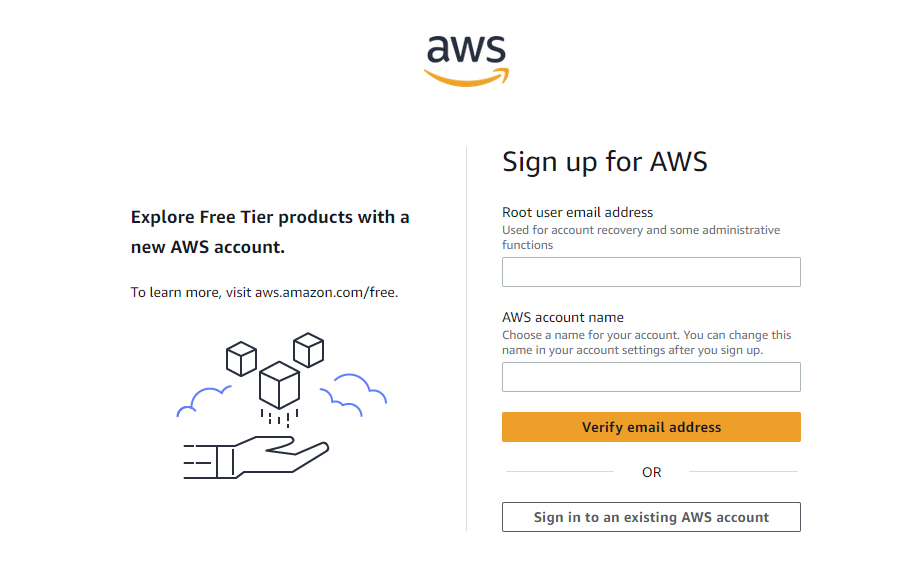 aws
Explore Free Tier products with a
new AWS account.
To learn more, visit aws.amazon.com/free.
Sign up for AWS
Root user email address
Used for account recovery and some administrative
functions
AWS account name
Choose a name for your account. You can change this
name in your account settings after you sign up.
Verify email address
OR
Sign in to an existing AWS account